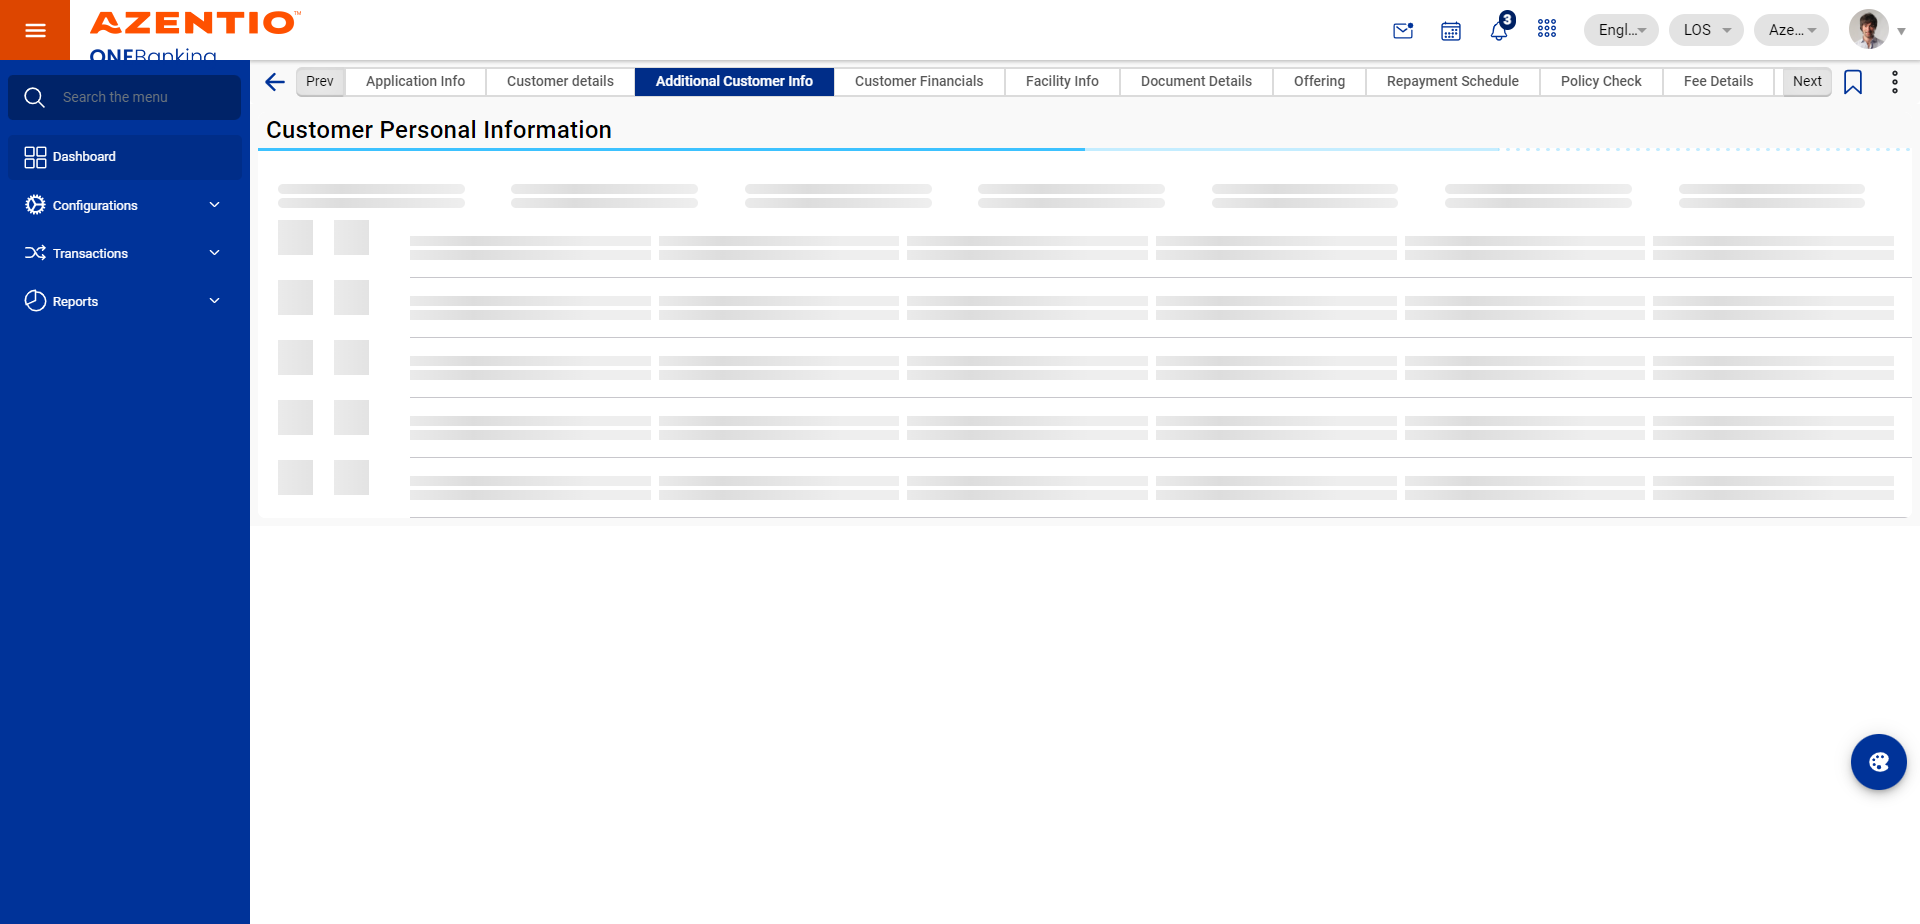 AZENTIO™
ONEBanking
3
Engl...
LOS
Aze...
Search the menu
Dashboard
Configurations
Transactions
Reports
Prev
Application Info
Customer details
Additional Customer Info
Customer Financials
Facility Info
Document Details
Offering
Repayment Schedule
Policy Check
Fee Details
Next
Customer Personal Information